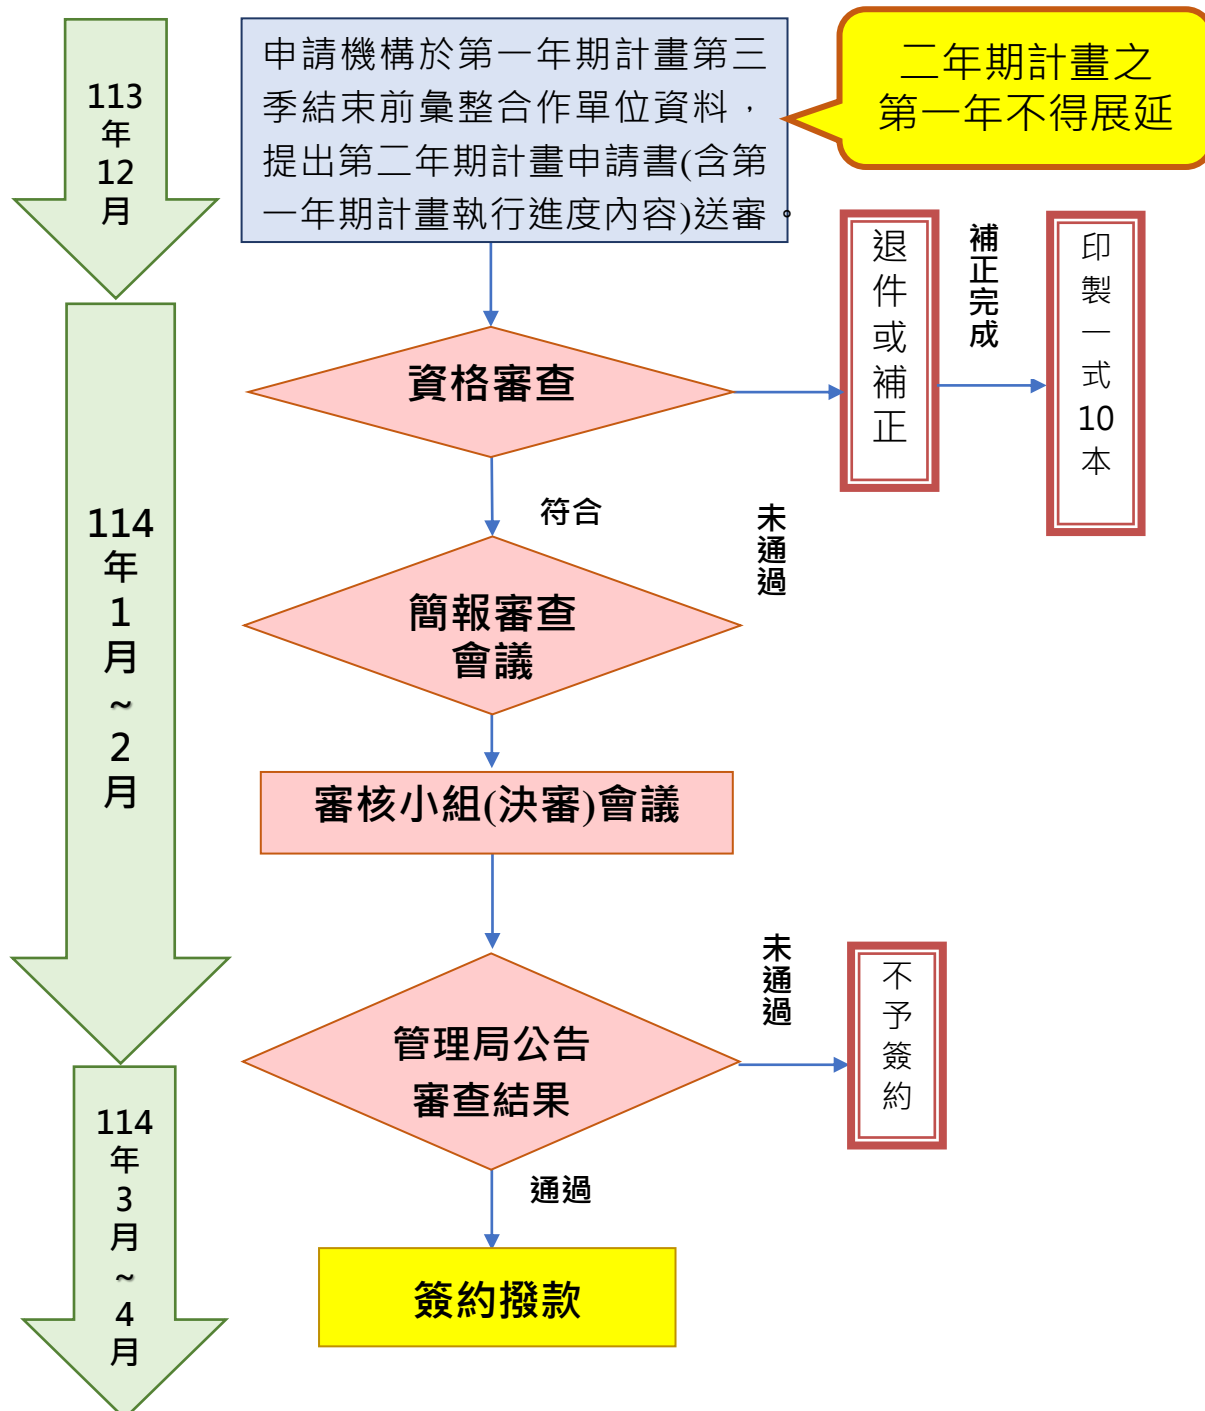 113
年
12
月
申請機構於第一年期計畫第三
季結束前彙整合作單位資料，
提出第二年期計畫申請書(含第
一年期計畫執行進度內容)送審。
二年期計畫之
第一年不得展延
資格審查
退件或補正
補正完成
印製一式10本
符合
未通過
114
年
1
月
~
2
月
簡報審查
會議
審核小組(決審)會議
管理局公告
審查結果
未通過
不予簽約
114
年
3
月
~
4
月
通過
簽約撥款